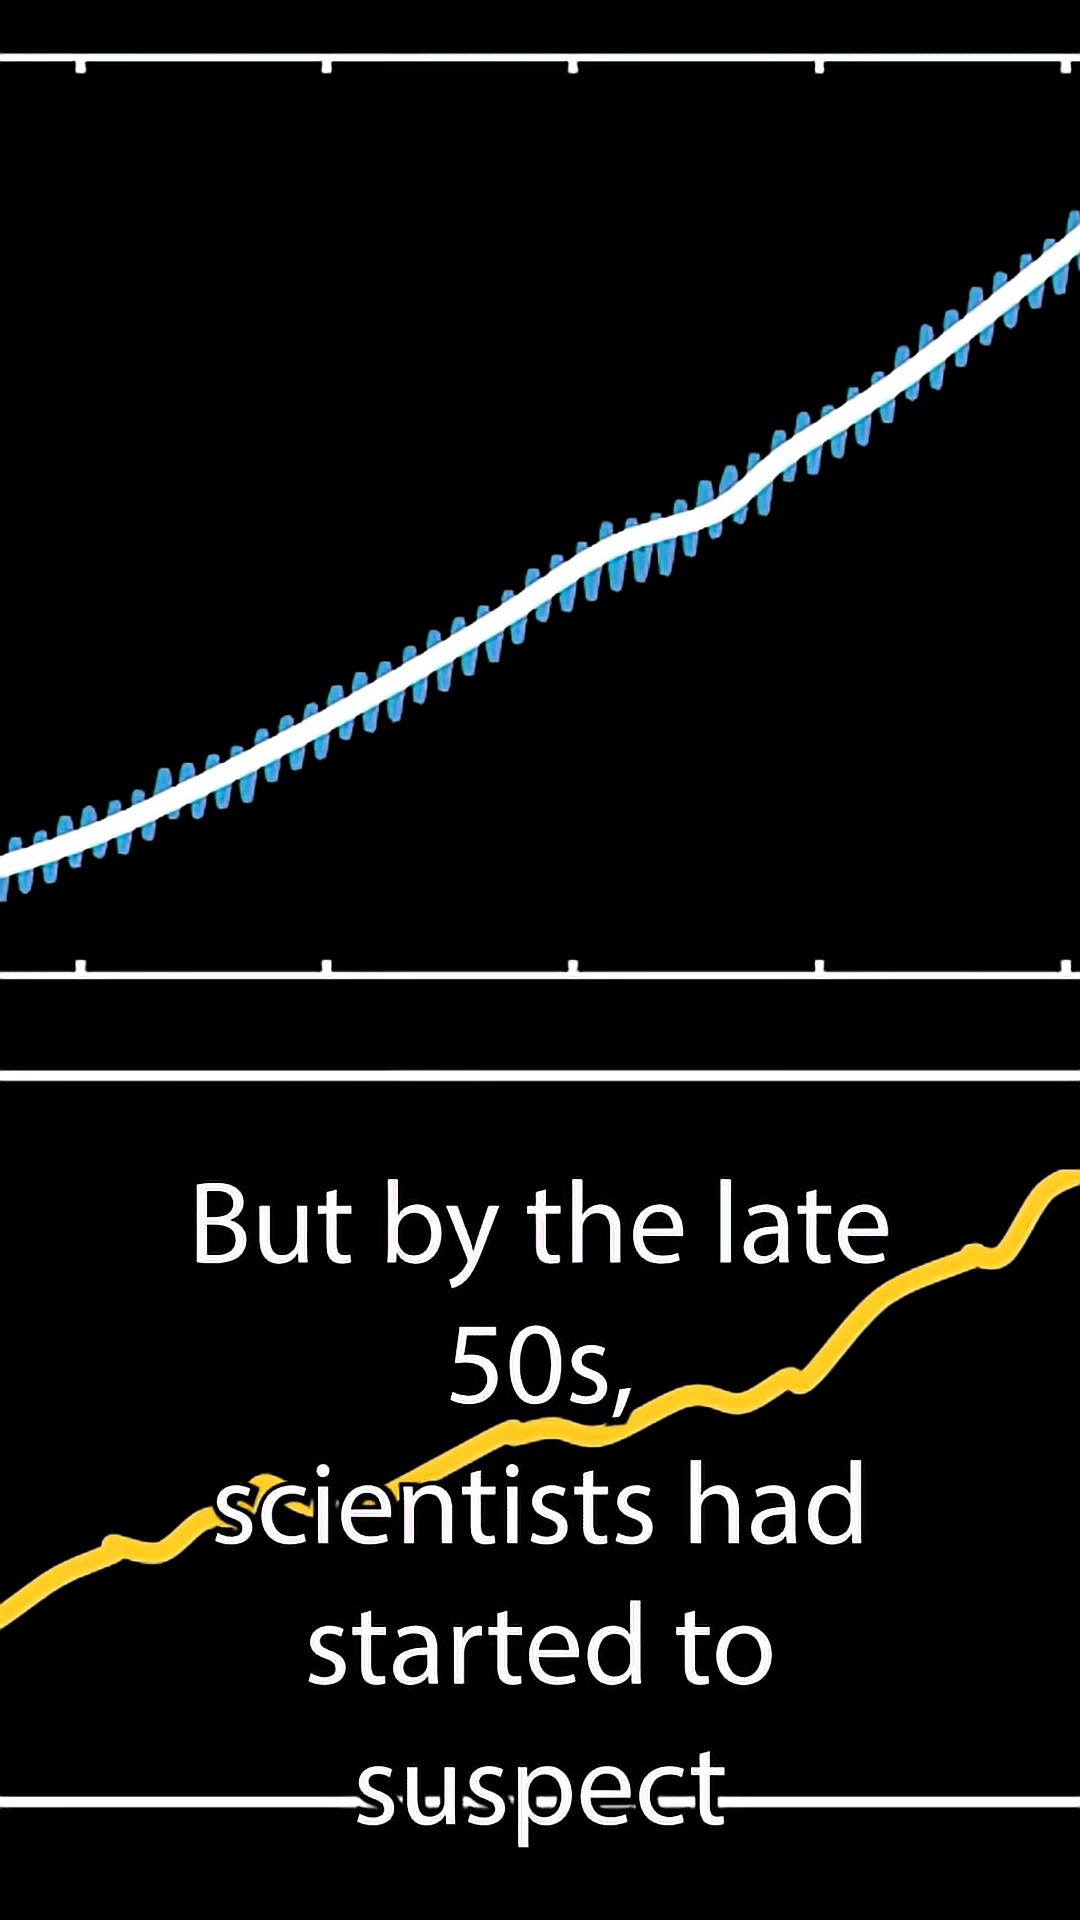 But by the late
50s,
scientists had
started to
suspect